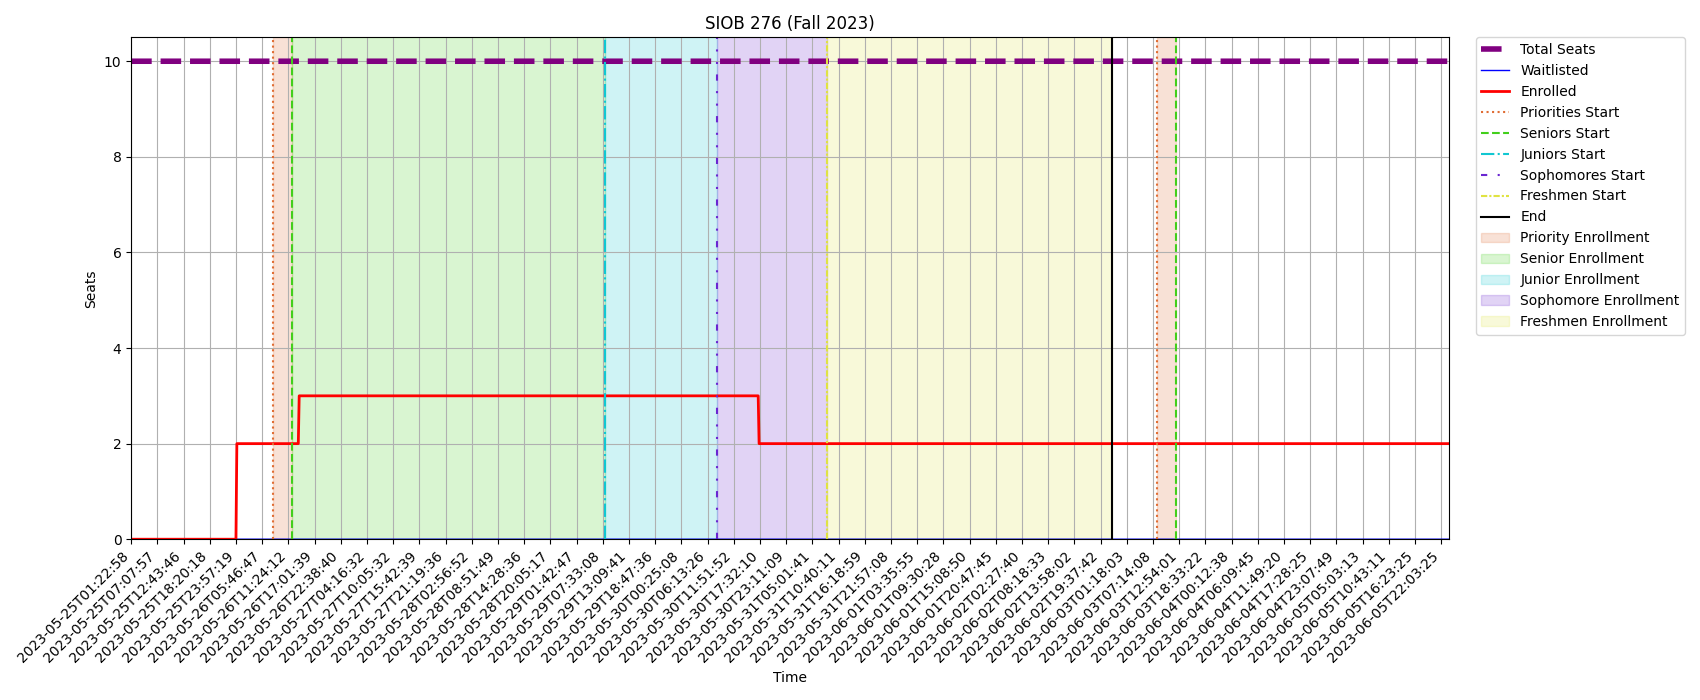 SIOB 276 (Fall 2023)
Seats
10
8
6
4
2
0
2023-05-25T01:22:58
2023-05-25T07:07:57
2023-05-25T12:43:46
2023-05-25T18:20:18
2023-05-25T23:57:19
2023-05-26T05:46:47
2023-05-26T11:24:12
2023-05-26T17:01:39
2023-05-26T22:38:40
2023-05-27T04:16:32
2023-05-27T10:05:32
2023-05-27T15:42:39
2023-05-27T21:19:36
2023-05-28T02:56:52
2023-05-28T08:51:49
2023-05-28T14:28:36
2023-05-28T20:05:17
2023-05-29T01:42:47
2023-05-29T07:33:08
2023-05-29T13:09:41
2023-05-29T18:47:36
2023-05-30T00:25:08
2023-05-30T06:13:26
2023-05-30T11:51:52
2023-05-30T17:32:10
2023-05-30T23:11:09
2023-05-31T05:01:41
2023-05-31T10:40:11
2023-05-31T16:18:59
2023-05-31T21:57:08
2023-06-01T03:35:55
2023-06-01T09:30:28
2023-06-01T15:08:50
2023-06-01T20:47:45
2023-06-02T02:27:40
2023-06-02T08:18:33
2023-06-02T13:58:02
2023-06-02T19:37:42
2023-06-03T01:18:03
2023-06-03T07:14:08
2023-06-03T12:54:01
2023-06-03T18:33:22
2023-06-04T00:12:38
2023-06-04T06:09:45
2023-06-04T11:49:20
2023-06-04T17:28:25
2023-06-04T23:07:49
2023-06-05T05:03:13
2023-06-05T10:43:11
2023-06-05T16:23:25
2023-06-05T22:03:25
Time
Total Seats
Waitlisted
Enrolled
Priorities Start
Seniors Start
Juniors Start
Sophomores Start
Freshmen Start
End
Priority Enrollment
Senior Enrollment
Junior Enrollment
Sophomore Enrollment
Freshmen Enrollment